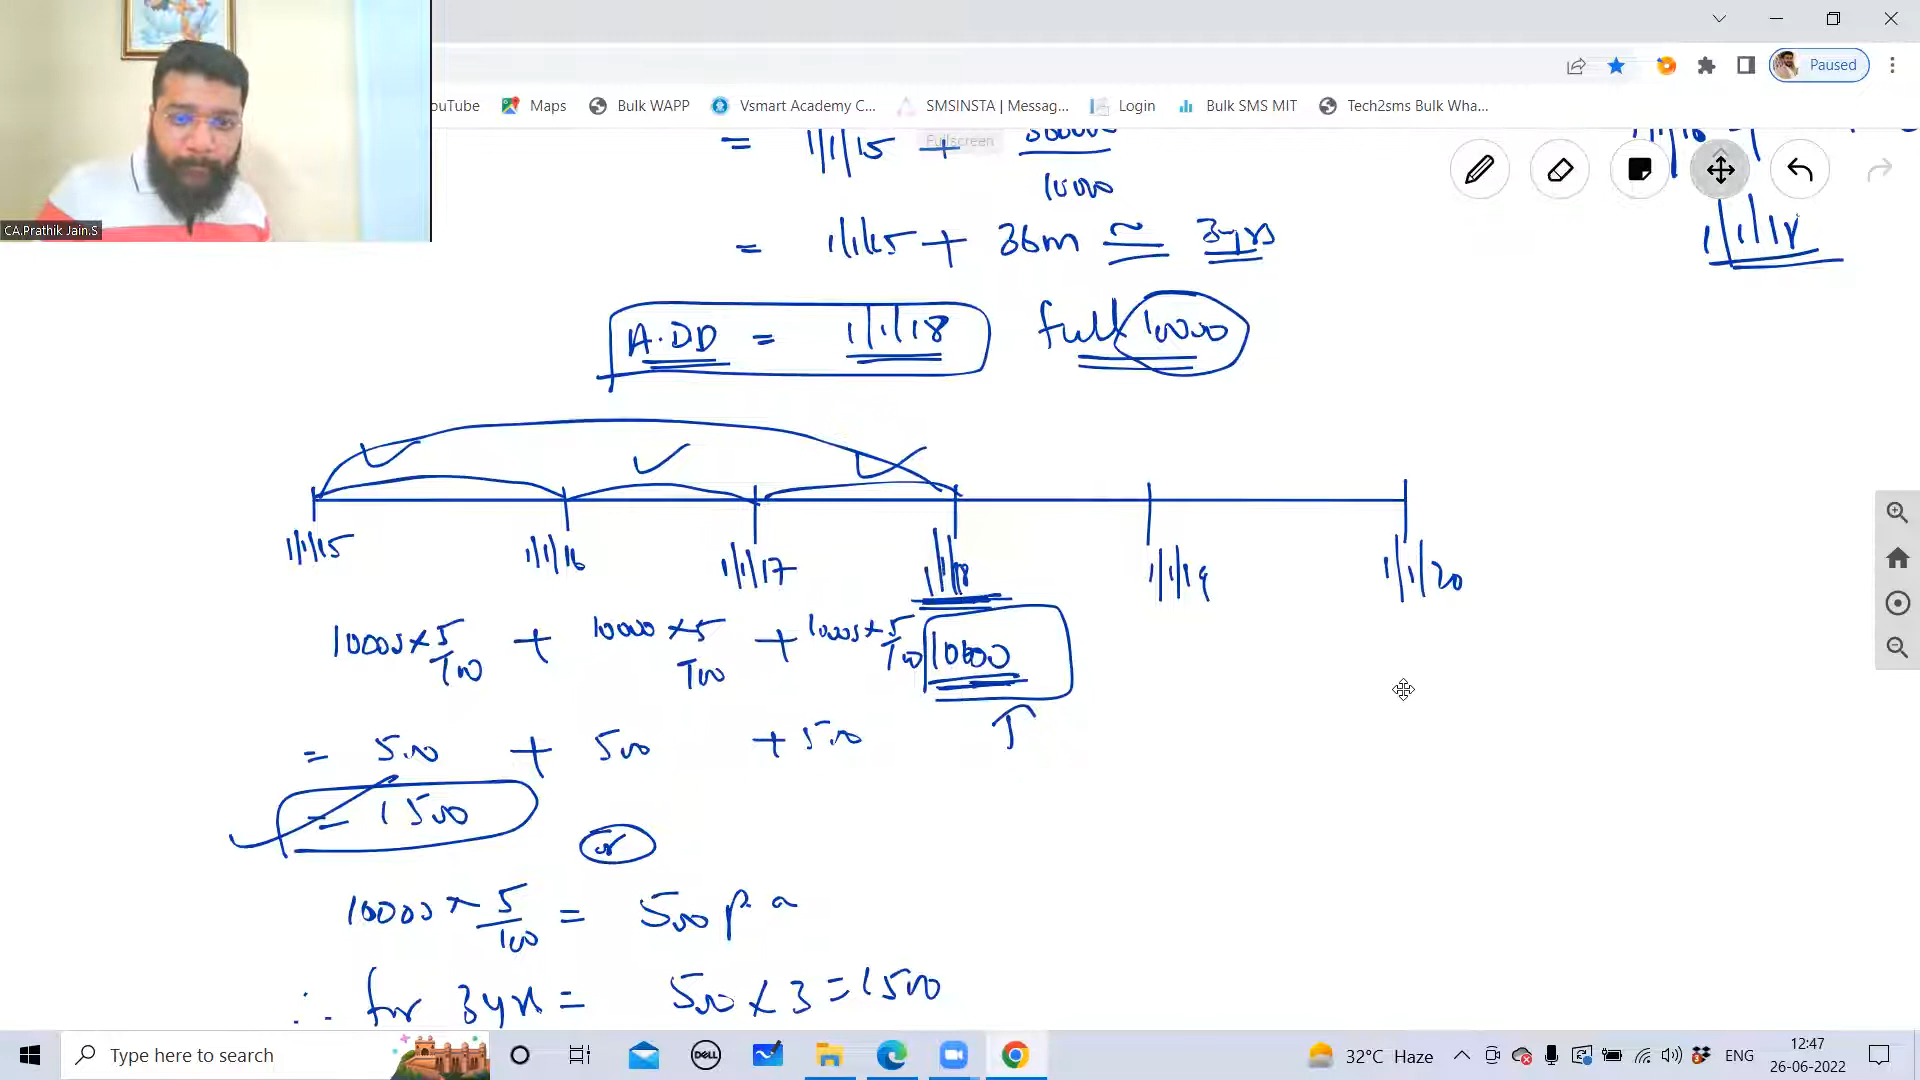 Paused
ouTube Maps Bulk WAPP Vsmart Academy C... SMSINSTA | Messag... Login Bulk SMS MIT Tech2sms Bulk Wha...
Fullscreen
= 1/1/15 +
10000
= 1/1/15 + 36m ≅ 3yrs
1/1/18
CA.Prathik Jain.S
A.DD = 1/1/18 full 10000
1/1/15 1/1/16 1/1/17 1/1/18 1/1/19 1/1/20
10000 × 5/100 + 10000 × 5/100 + 10000 × 5/100 10000
= 500 + 500 + 500
= 1500
or
10000 × 5/100 = 500 p.a
∴ for 3yrs = 500 × 3 = 1500
Type here to search
DELL
32°C Haze
ENG
12:47
26-06-2022